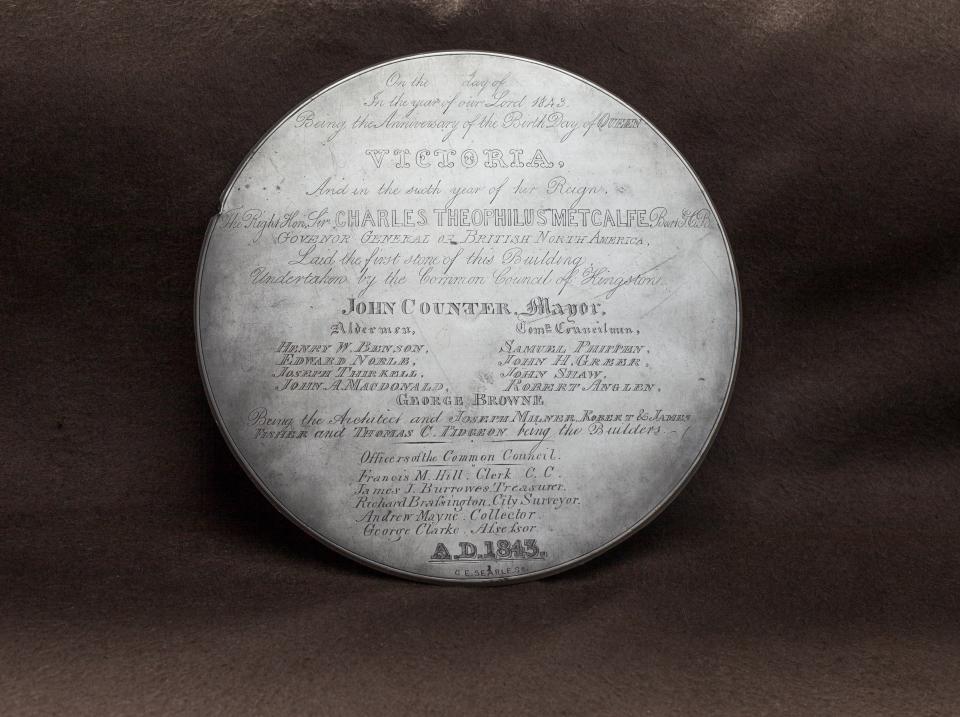 On the day of
In the year of our Lord 1843.
Being the Anniversary of the Birth Day of QUEEN
VICTORIA,
And in the sixth year of her Reign,
The Right Hon. Sir CHARLES THEOPHILUS METCALFE Bart. G.C.B.
GOVENOR GENERAL OF BRITISH NORTH AMERICA,
Laid the first stone of this Building,
Undertaken by the Common Council of Kingston.
JOHN COUNTER, Mayor,
Aldermen, Comn. Councilmen,
HENRY W. BENSON, SAMUEL PHIPPEN,
EDWARD NOBLE, JOHN H. GREER,
JOSEPH THIRKELL, JOHN SHAW,
JOHN A. MACDONALD, ROBERT ANGLEN,
GEORGE BROWNE
Being the Architect and JOSEPH MILNER, ROBERT & JAMES
FISHER and THOMAS C. PIDGEON being the Builders.
Officers of the Common Council.
Francis M. Hill, Clerk C. C.
James J. Burrowes, Treasurer.
Richard Braſsington, City Surveyor.
Andrew Mayne, Collector.
George Clarke, Aſseſsor
A.D. 1843.
G. E. SEARLE